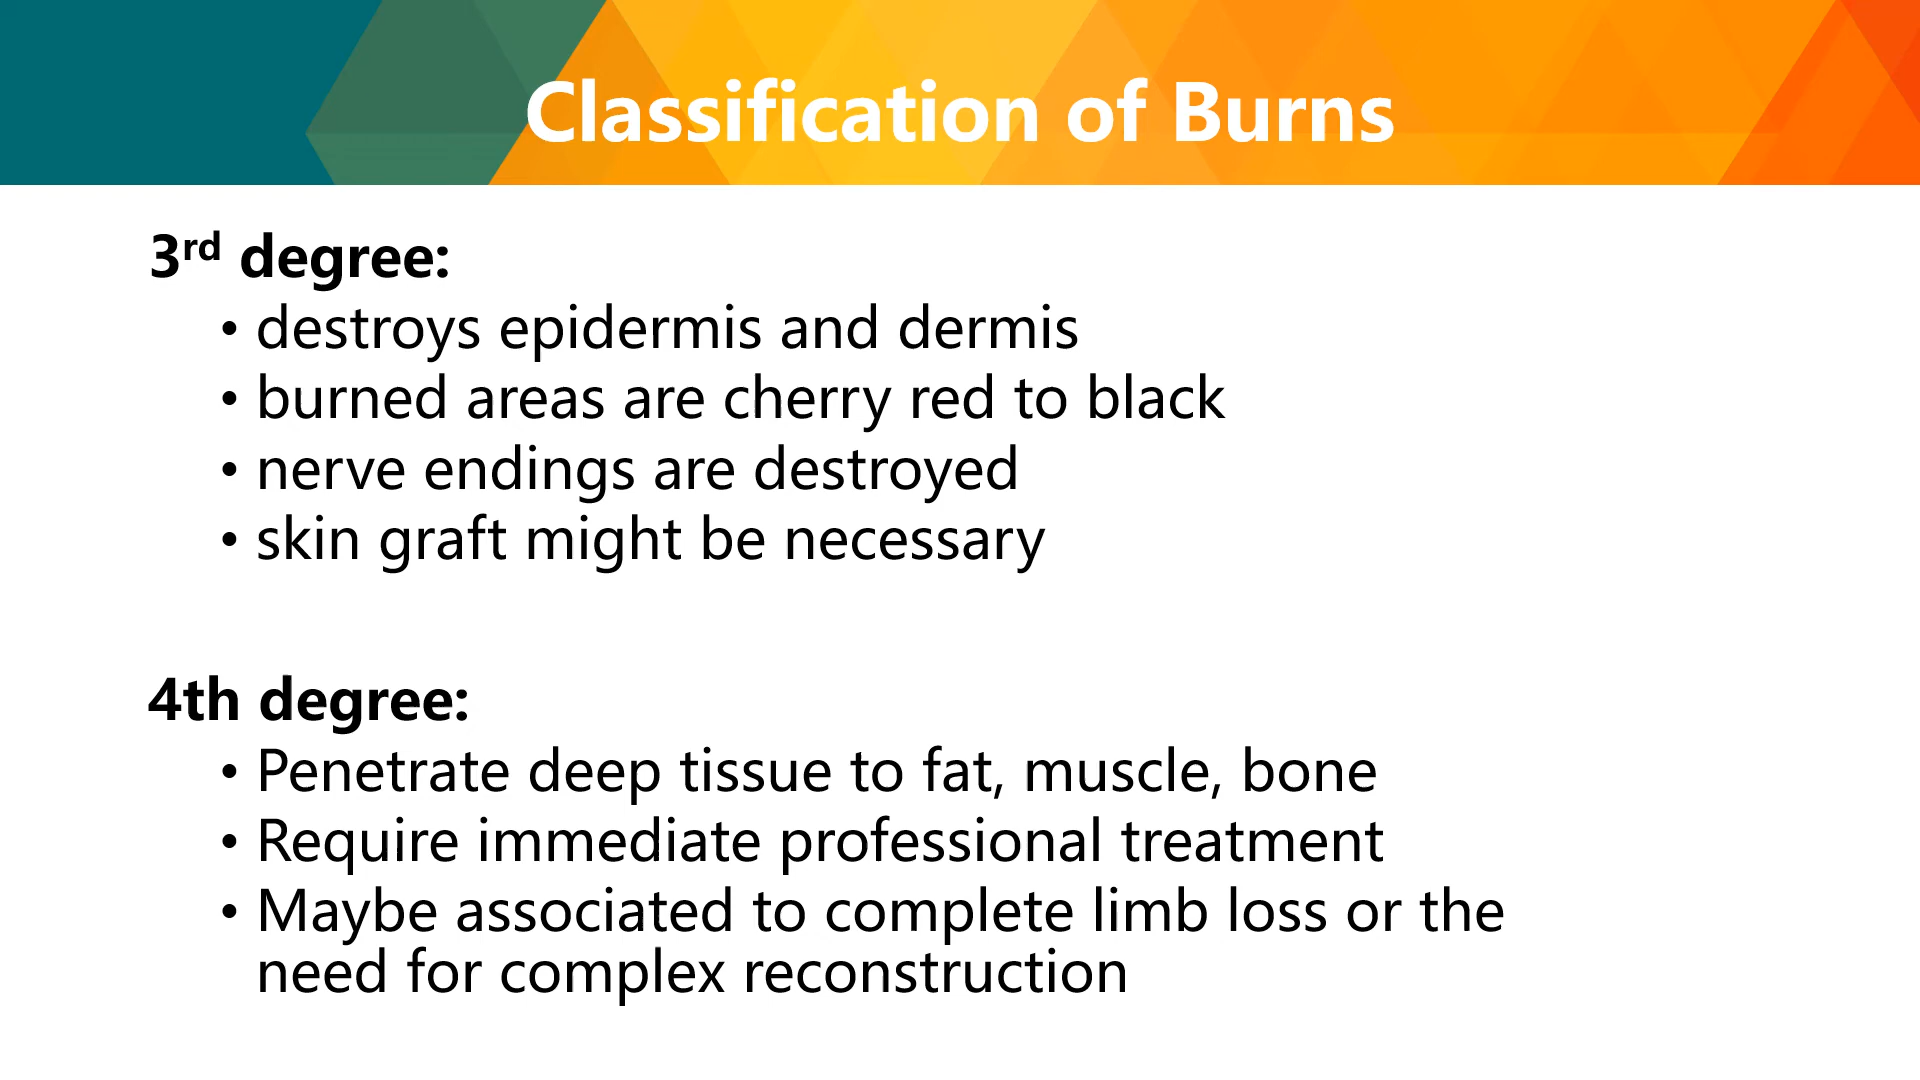 Classification of Burns
3rd degree:
• destroys epidermis and dermis
• burned areas are cherry red to black
• nerve endings are destroyed
• skin graft might be necessary
4th degree:
• Penetrate deep tissue to fat, muscle, bone
• Require immediate professional treatment
• Maybe associated to complete limb loss or the
need for complex reconstruction